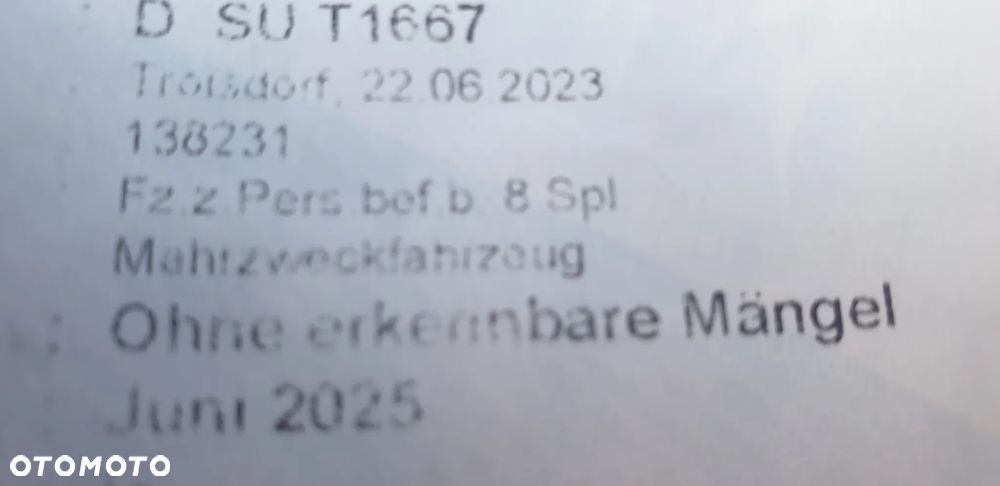 D SU T1667
Troisdorf, 22.06.2023
138231
Fz.z.Pers.bef.b. 8 Spl
Mehrzweckfahrzeug
: Ohne erkennbare Mängel
Juni 2025
OTOMOTO